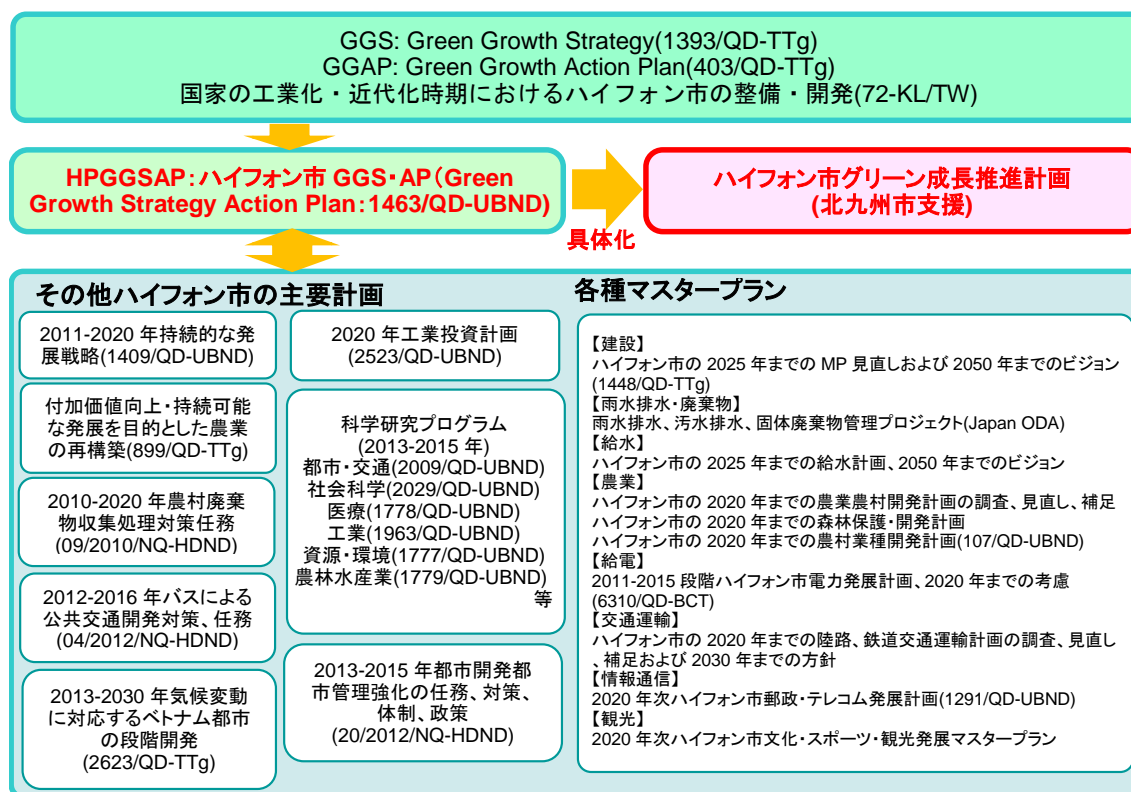 GGS: Green Growth Strategy(1393/QD-TTg)
GGAP: Green Growth Action Plan(403/QD-TTg)
国家の工業化・近代化時期におけるハイフォン市の整備・開発(72-KL/TW)
HPGGSAP：ハイフォン市 GGS・AP（Green
Growth Strategy Action Plan：1463/QD-UBND)
具体化
ハイフォン市グリーン成長推進計画
(北九州市支援)
その他ハイフォン市の主要計画
2011-2020 年持続的な発
展戦略(1409/QD-UBND)
付加価値向上・持続可能
な発展を目的とした農業
の再構築(899/QD-TTg)
2010-2020 年農村廃棄
物収集処理対策任務
(09/2010/NQ-HDND)
2012-2016 年バスによる
公共交通開発対策、任務
(04/2012/NQ-HDND)
2013-2030 年気候変動
に対応するベトナム都市
の段階開発
(2623/QD-TTg)
2020 年工業投資計画
(2523/QD-UBND)
科学研究プログラム
(2013-2015 年)
都市・交通(2009/QD-UBND)
社会科学(2029/QD-UBND)
医療(1778/QD-UBND)
工業(1963/QD-UBND)
資源・環境(1777/QD-UBND)
農林水産業(1779/QD-UBND)
等
2013-2015 年都市開発都
市管理強化の任務、対策、
体制、政策
(20/2012/NQ-HDND)
各種マスタープラン
【建設】
ハイフォン市の 2025 年までの MP 見直しおよび 2050 年までのビジョン
(1448/QD-TTg)
【雨水排水・廃棄物】
雨水排水、汚水排水、固体廃棄物管理プロジェクト(Japan ODA)
【給水】
ハイフォン市の 2025 年までの給水計画、2050 年までのビジョン
【農業】
ハイフォン市の 2020 年までの農業農村開発計画の調査、見直し、補足
ハイフォン市の 2020 年までの森林保護・開発計画
ハイフォン市の 2020 年までの農村業種開発計画(107/QD-UBND)
【給電】
2011-2015 段階ハイフォン市電力発展計画、2020 年までの考慮
(6310/QD-BCT)
【交通運輸】
ハイフォン市の 2020 年までの陸路、鉄道交通運輸計画の調査、見直し
、補足および 2030 年までの方針
【情報通信】
2020 年次ハイフォン市郵政・テレコム発展計画(1291/QD-UBND)
【観光】
2020 年次ハイフォン市文化・スポーツ・観光発展マスタープラン